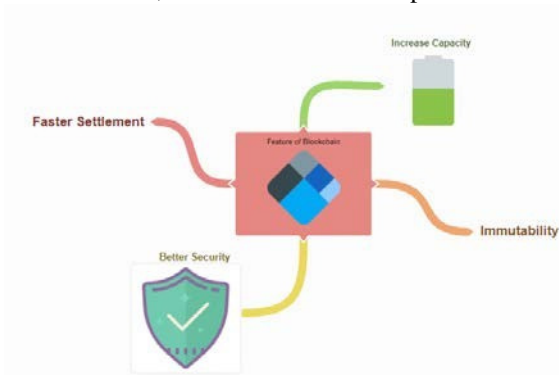 Increase Capacity
Faster Settlement
Feature of Blockchain
Immutability
Better Security